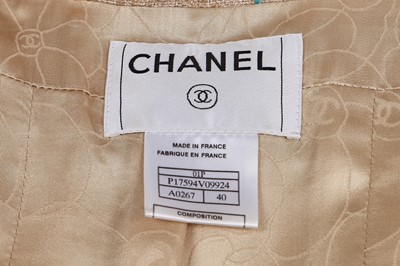 CHANEL
MADE IN FRANCE
FABRIQUE EN FRANCE
01P
P17594V09924
A0267 40
COMPOSITION